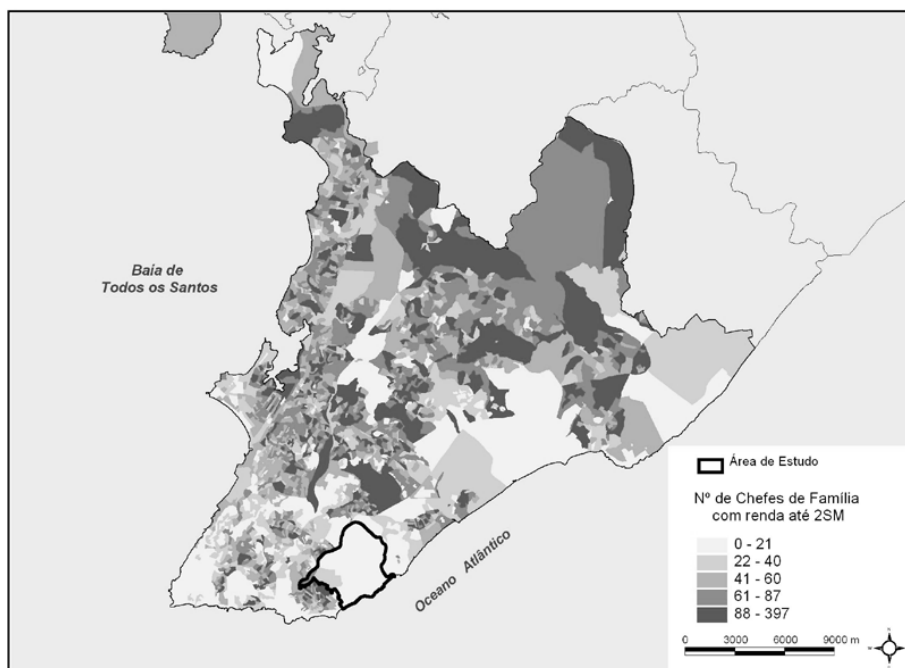 Baía de
Todos os Santos
Oceano Atlântico
Área de Estudo
Nº de Chefes de Família
com renda até 2SM
0 - 21
22 - 40
41 - 60
61 - 87
88 - 397
0 3000 6000 9000 m